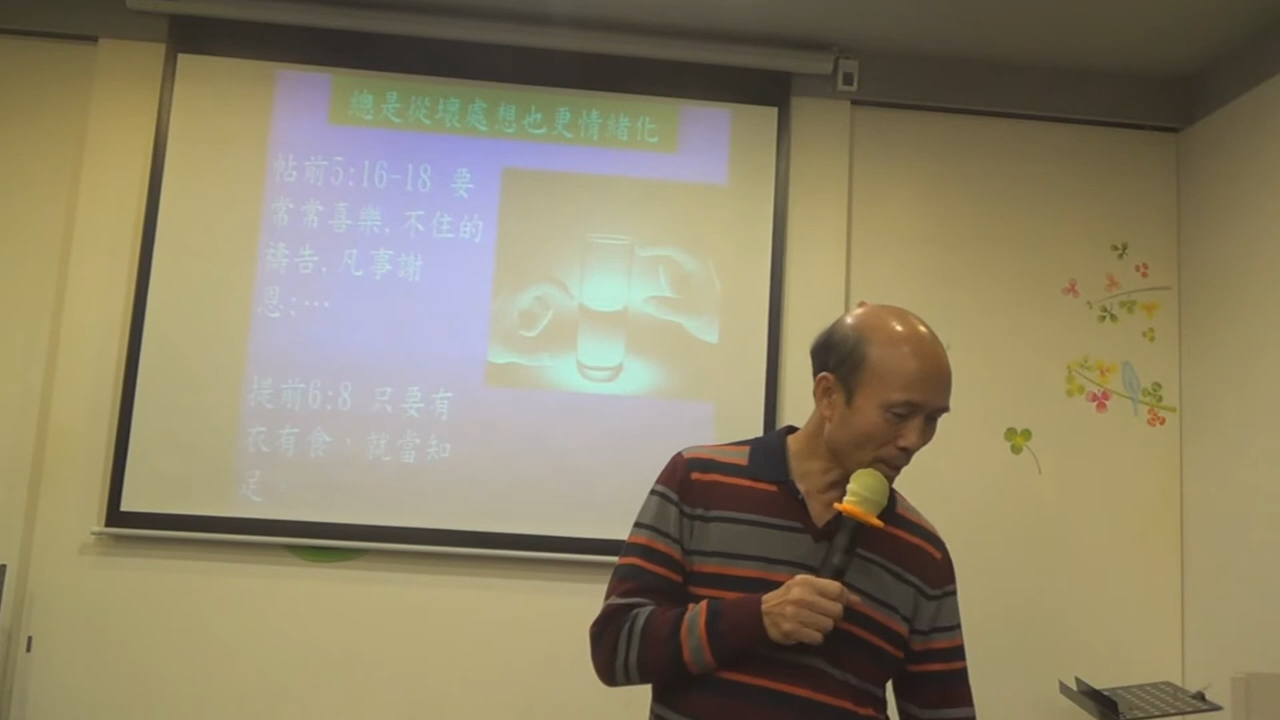 總是從壞處想也更情緒化
帖前5:16-18 要
常常喜樂,不住的
禱告,凡事謝
恩;…
提前6:8 只要有
衣有食，就當知
足